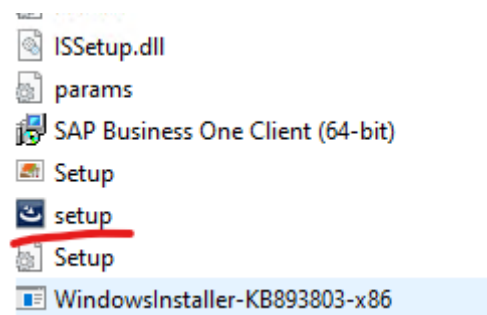 ISSetup.dll
params
SAP Business One Client (64-bit)
Setup
setup
Setup
WindowsInstaller-KB893803-x86